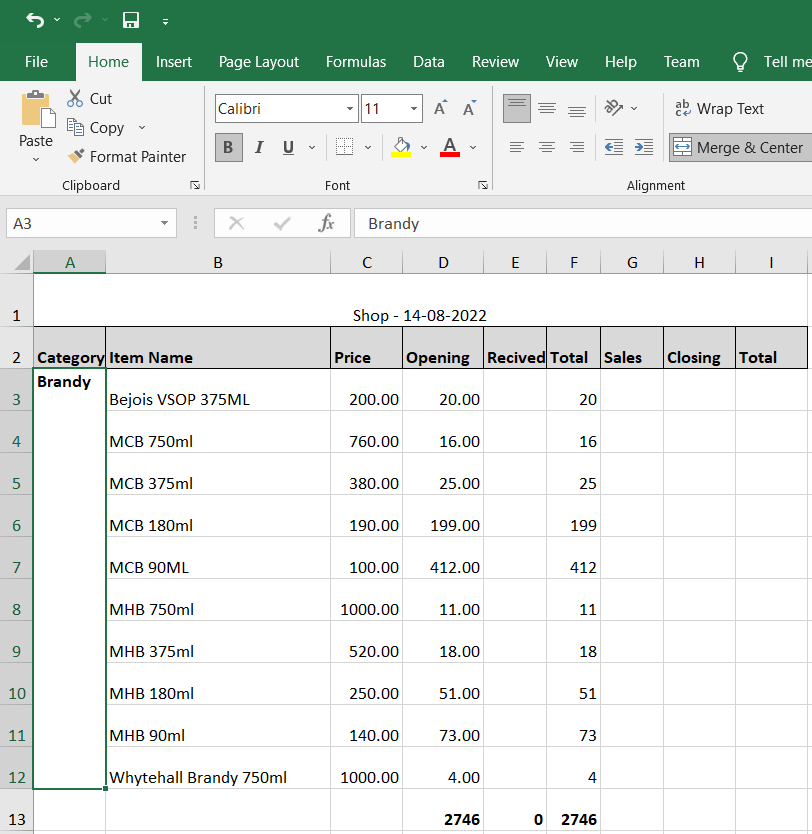 File Home Insert Page Layout Formulas Data Review View Help Team Tell me
Paste Cut Copy Format Painter
Clipboard
Calibri 11
B I U A
Font
ab Wrap Text
Merge & Center
Alignment
A3 fx Brandy
A B C D E F G H I
1 Shop - 14-08-2022
2 Category Item Name Price Opening Recived Total Sales Closing Total
3 Brandy Bejois VSOP 375ML 200.00 20.00 20
4 MCB 750ml 760.00 16.00 16
5 MCB 375ml 380.00 25.00 25
6 MCB 180ml 190.00 199.00 199
7 MCB 90ML 100.00 412.00 412
8 MHB 750ml 1000.00 11.00 11
9 MHB 375ml 520.00 18.00 18
10 MHB 180ml 250.00 51.00 51
11 MHB 90ml 140.00 73.00 73
12 Whytehall Brandy 750ml 1000.00 4.00 4
13 2746 0 2746